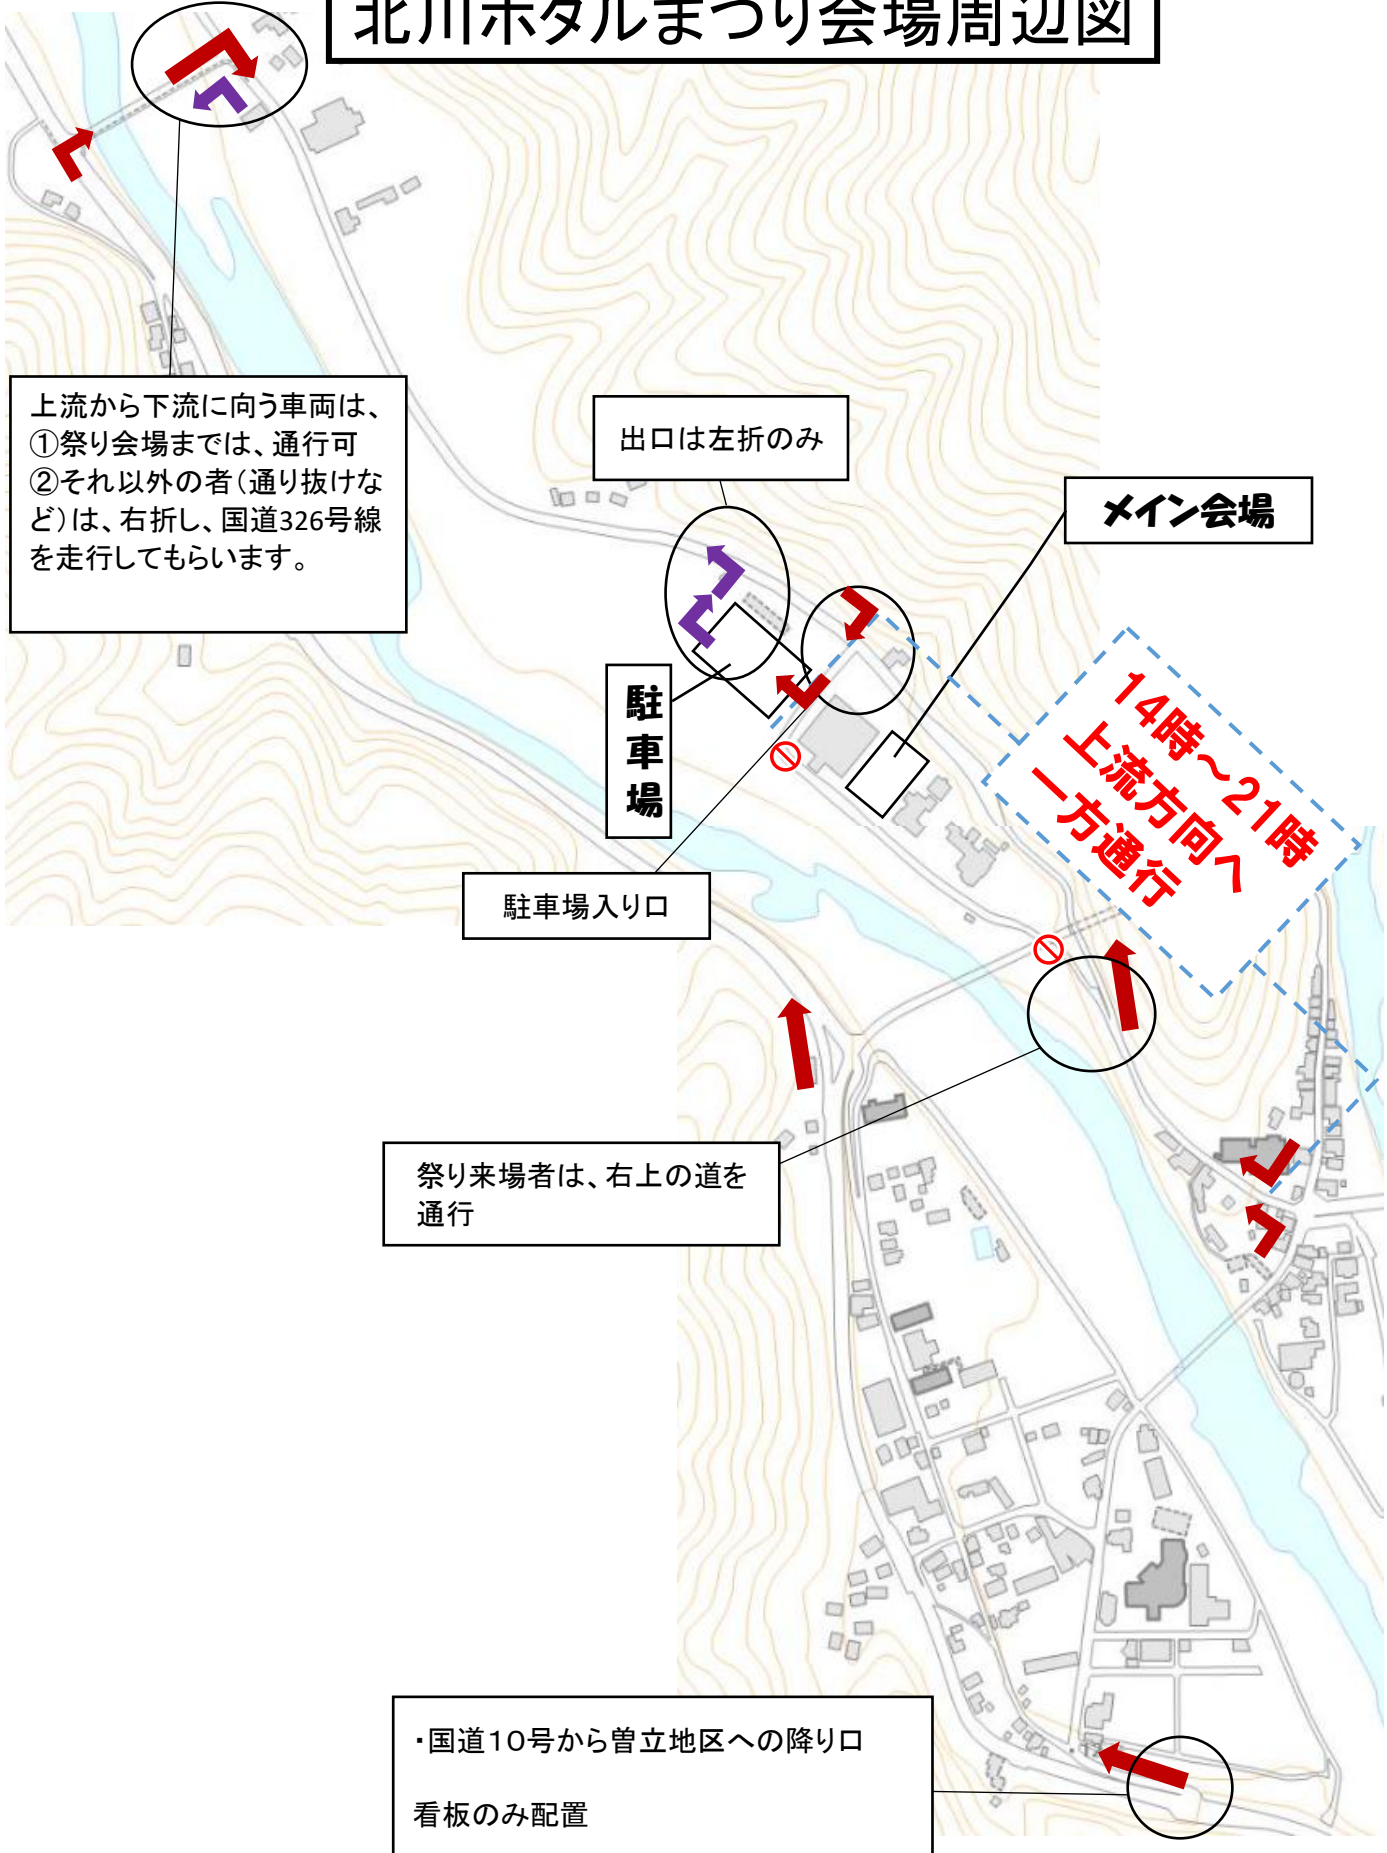 北川ホタルまつり会場周辺図
上流から下流に向う車両は、
①祭り会場までは、通行可
②それ以外の者(通り抜けな
ど)は、右折し、国道326号線
を走行してもらいます。
出口は左折のみ
メイン会場
駐
車
場
14時～21時
上流方向へ
一方通行
駐車場入り口
祭り来場者は、右上の道を
通行
・国道10号から曽立地区への降り口
看板のみ配置